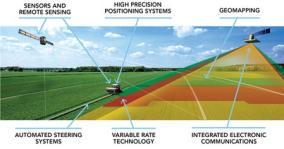 SENSORS AND
REMOTE SENSING
HIGH PRECISION
POSITIONING SYSTEMS
GEOMAPPING
AUTOMATED STEERING
SYSTEMS
VARIABLE RATE
TECHNOLOGY
INTEGRATED ELECTRONIC
COMMUNICATIONS